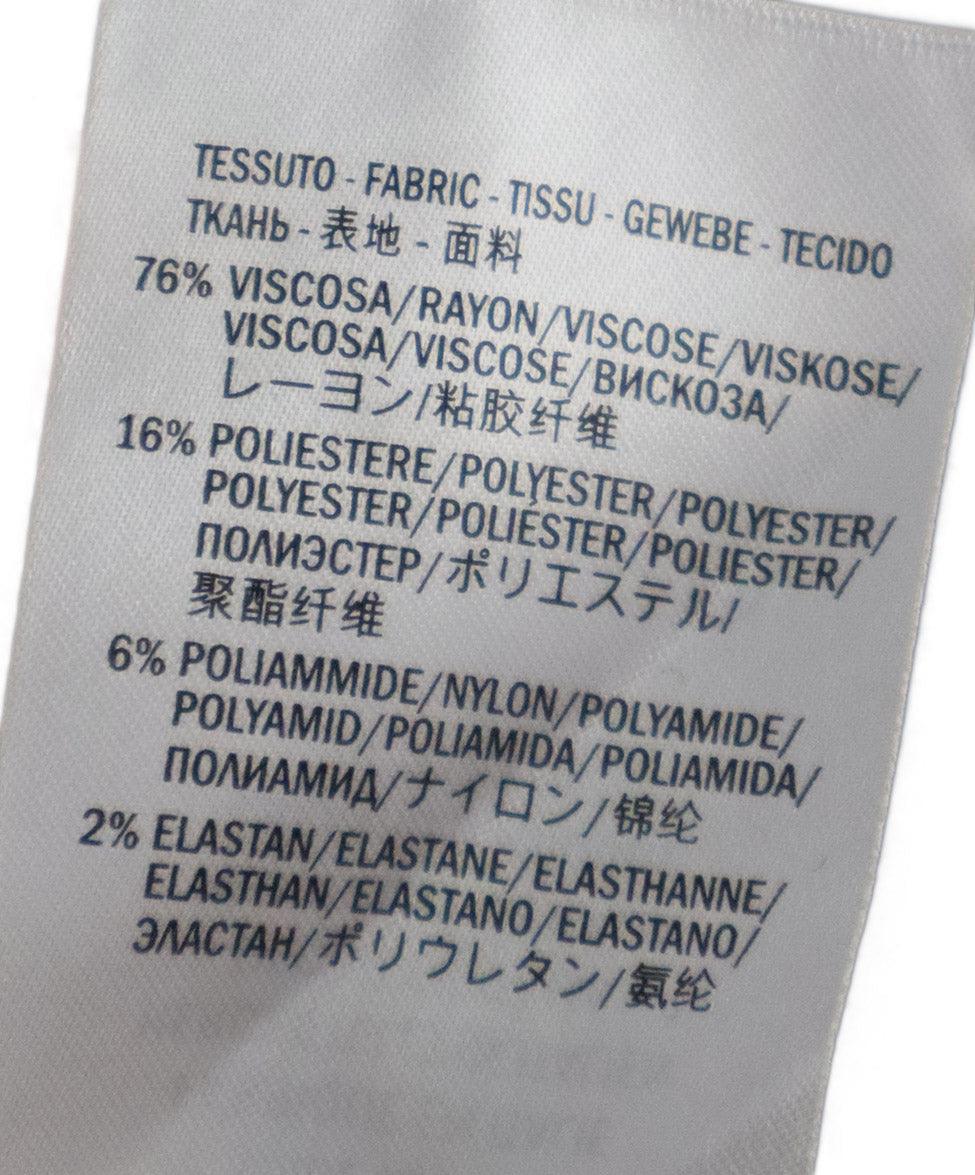 TESSUTO - FABRIC - TISSU - GEWEBE - TECIDO
ТКАНЬ - 表地 - 面料
76% VISCOSA/RAYON/VISCOSE/VISKOSE/
VISCOSA/VISCOSE/ВИСКОЗА/
レーヨン/粘胶纤维
16% POLIESTERE/POLYESTER/POLYESTER/
POLYESTER/POLIESTER/POLIESTER/
ПОЛИЭСТЕР/ポリエステル/
聚酯纤维
6% POLIAMMIDE/NYLON/POLYAMIDE/
POLYAMID/POLIAMIDA/POLIAMIDA/
ПОЛИАМИД/ナイロン/锦纶
2% ELASTAN/ELASTANE/ELASTHANNE/
ELASTHAN/ELASTANO/ELASTANO/
ЭЛАСТАН/ポリウレタン/氨纶